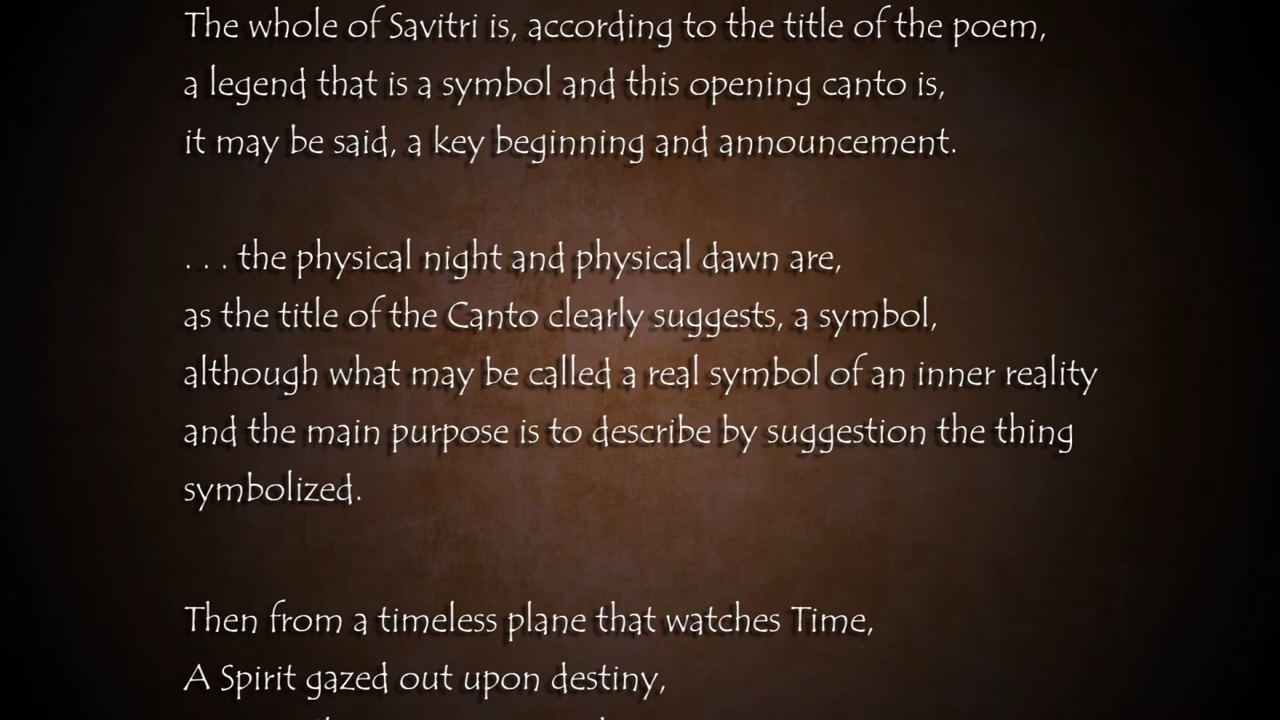 The whole of Savitri is, according to the title of the poem,
a legend that is a symbol and this opening canto is,
it may be said, a key beginning and announcement.
. . . the physical night and physical dawn are,
as the title of the Canto clearly suggests, a symbol,
although what may be called a real symbol of an inner reality
and the main purpose is to describe by suggestion the thing
symbolized.
Then from a timeless plane that watches Time,
A Spirit gazed out upon destiny,